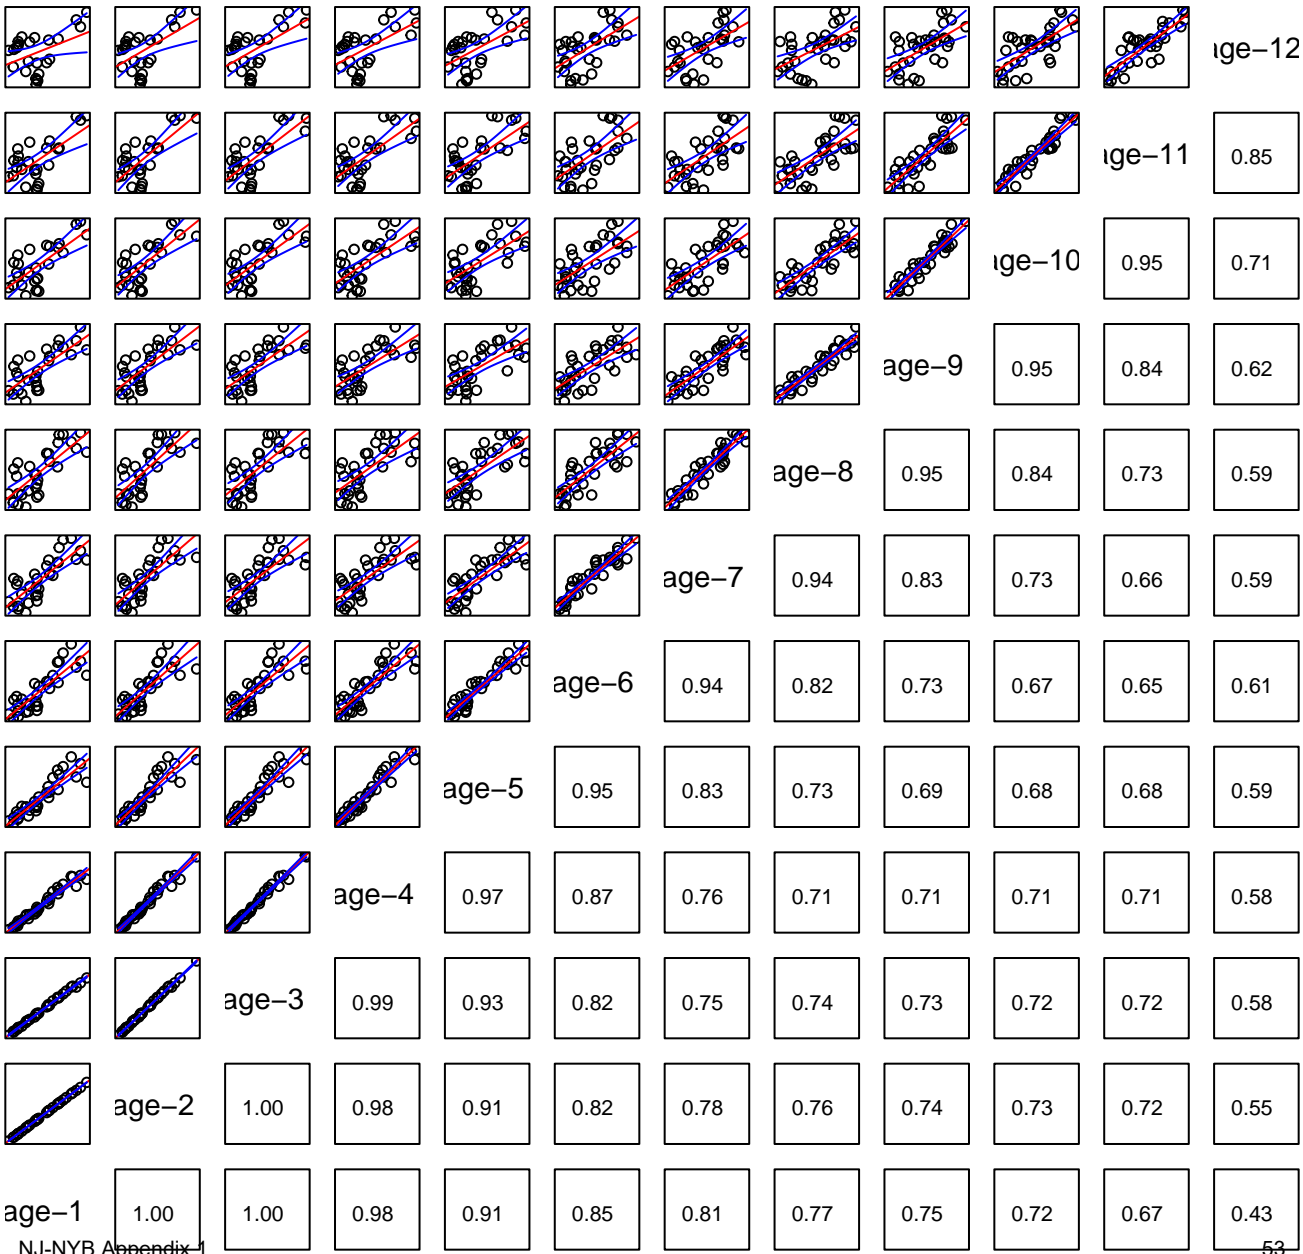 age−12
age−11 0.85
age−10 0.95 0.71
age−9 0.95 0.84 0.62
age−8 0.95 0.84 0.73 0.59
age−7 0.94 0.83 0.73 0.66 0.59
age−6 0.94 0.82 0.73 0.67 0.65 0.61
age−5 0.95 0.83 0.73 0.69 0.68 0.68 0.59
age−4 0.97 0.87 0.76 0.71 0.71 0.71 0.71 0.58
age−3 0.99 0.93 0.82 0.75 0.74 0.73 0.72 0.72 0.58
age−2 1.00 0.98 0.91 0.82 0.78 0.76 0.74 0.73 0.72 0.55
age−1 1.00 1.00 0.98 0.91 0.85 0.81 0.77 0.75 0.72 0.67 0.43
NJ-NYB Appendix 1 53